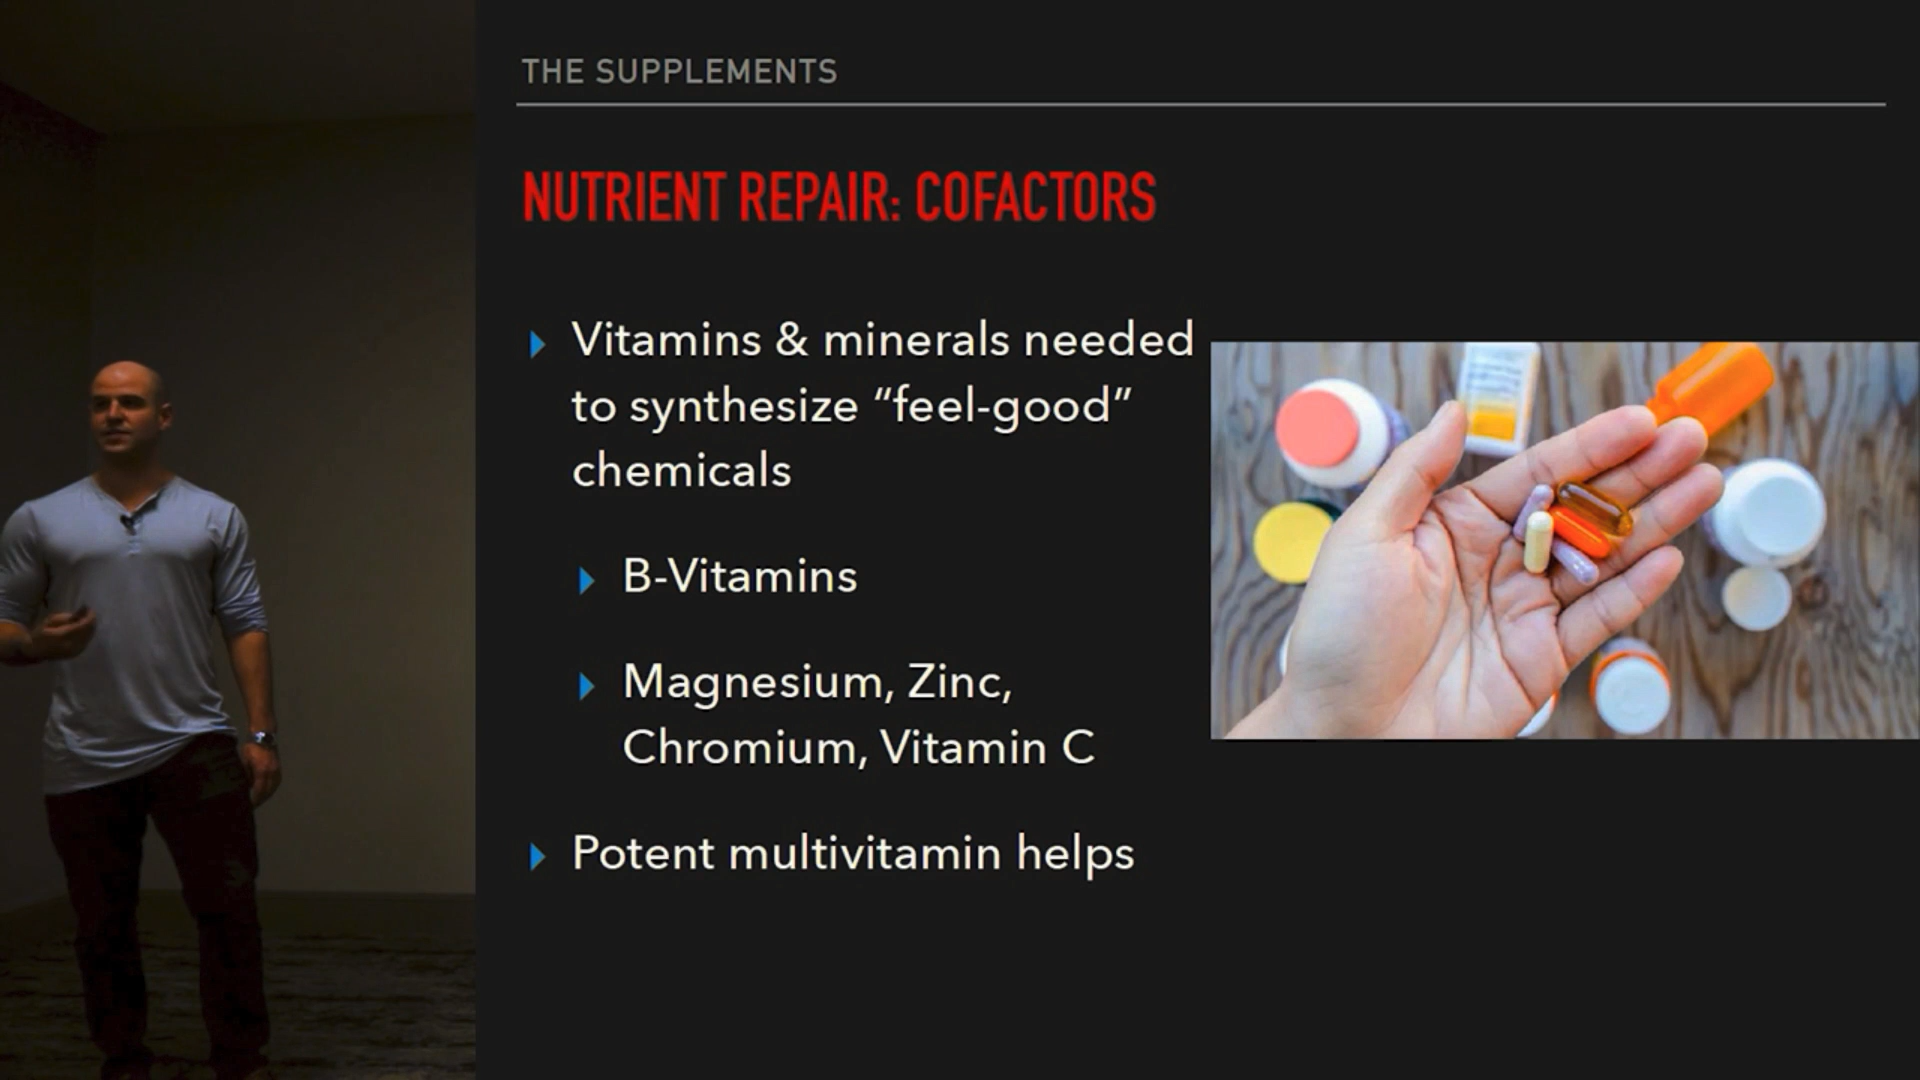 THE SUPPLEMENTS
NUTRIENT REPAIR: COFACTORS
Vitamins & minerals needed
to synthesize “feel-good”
chemicals
B-Vitamins
Magnesium, Zinc,
Chromium, Vitamin C
Potent multivitamin helps